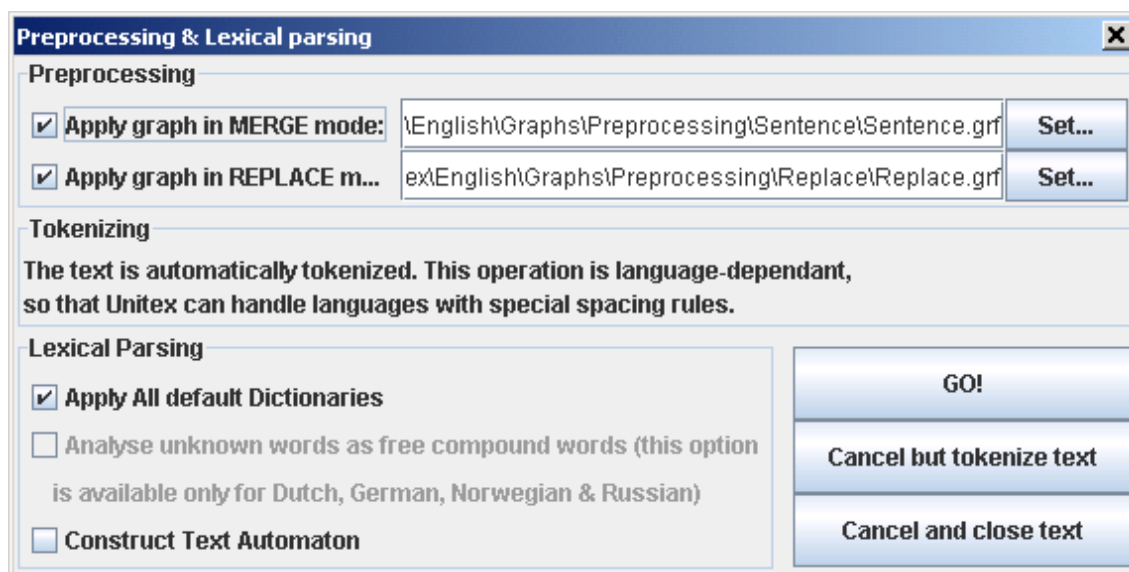 Preprocessing & Lexical parsing
Preprocessing
Apply graph in MERGE mode: \English\Graphs\Preprocessing\Sentence\Sentence.grf Set...
Apply graph in REPLACE m... ex\English\Graphs\Preprocessing\Replace\Replace.grf Set...
Tokenizing
The text is automatically tokenized. This operation is language-dependant,
so that Unitex can handle languages with special spacing rules.
Lexical Parsing
Apply All default Dictionaries
Analyse unknown words as free compound words (this option
is available only for Dutch, German, Norwegian & Russian)
Construct Text Automaton
GO!
Cancel but tokenize text
Cancel and close text